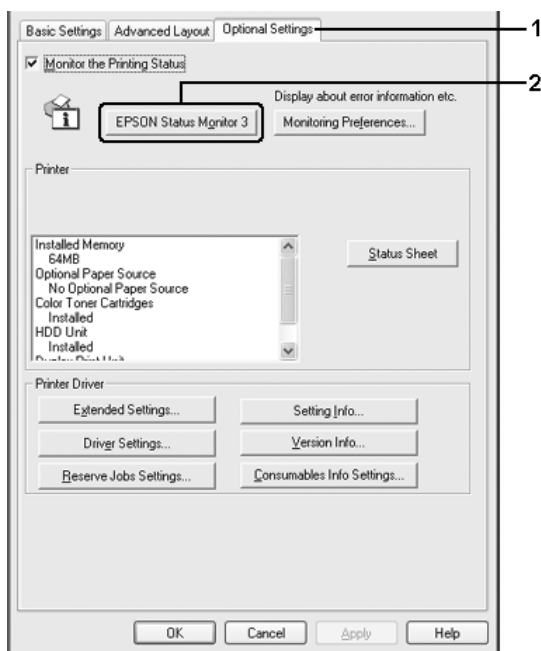 Basic Settings Advanced Layout Optional Settings 1
Monitor the Printing Status
2
Display about error information etc.
EPSON Status Monitor 3 Monitoring Preferences...
Printer
Installed Memory
64MB
Optional Paper Source
No Optional Paper Source
Color Toner Cartridges
Installed
HDD Unit
Installed
Status Sheet
Printer Driver
Extended Settings... Setting Info...
Driver Settings... Version Info...
Reserve Jobs Settings... Consumables Info Settings...
OK Cancel Apply Help